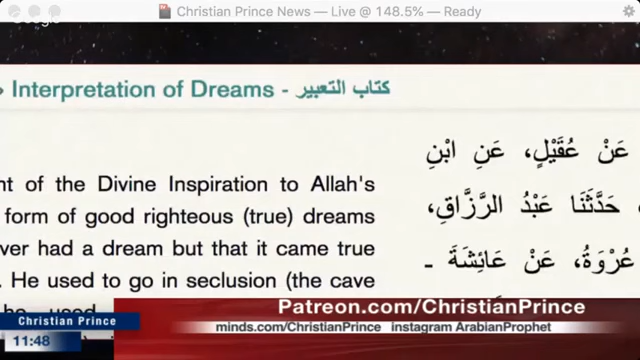 Christian Prince News — Live @ 148.5% — Ready
Google
Interpretation of Dreams - كتاب التعبير
عَنْ عُقَيْلٍ، عَنِ ابْنِ
nt of the Divine Inspiration to Allah's
حَدَّثَنَا عَبْدُ الرَّزَّاقِ،
form of good righteous (true) dreams
ver had a dream but that it came true
عُرْوَةُ، عَنْ عَائِشَةَ ـ
. He used to go in seclusion (the cave
he used
Patreon.com/ChristianPrince
Christian Prince
minds.com/ChristianPrince instagram ArabianProphet
11:48